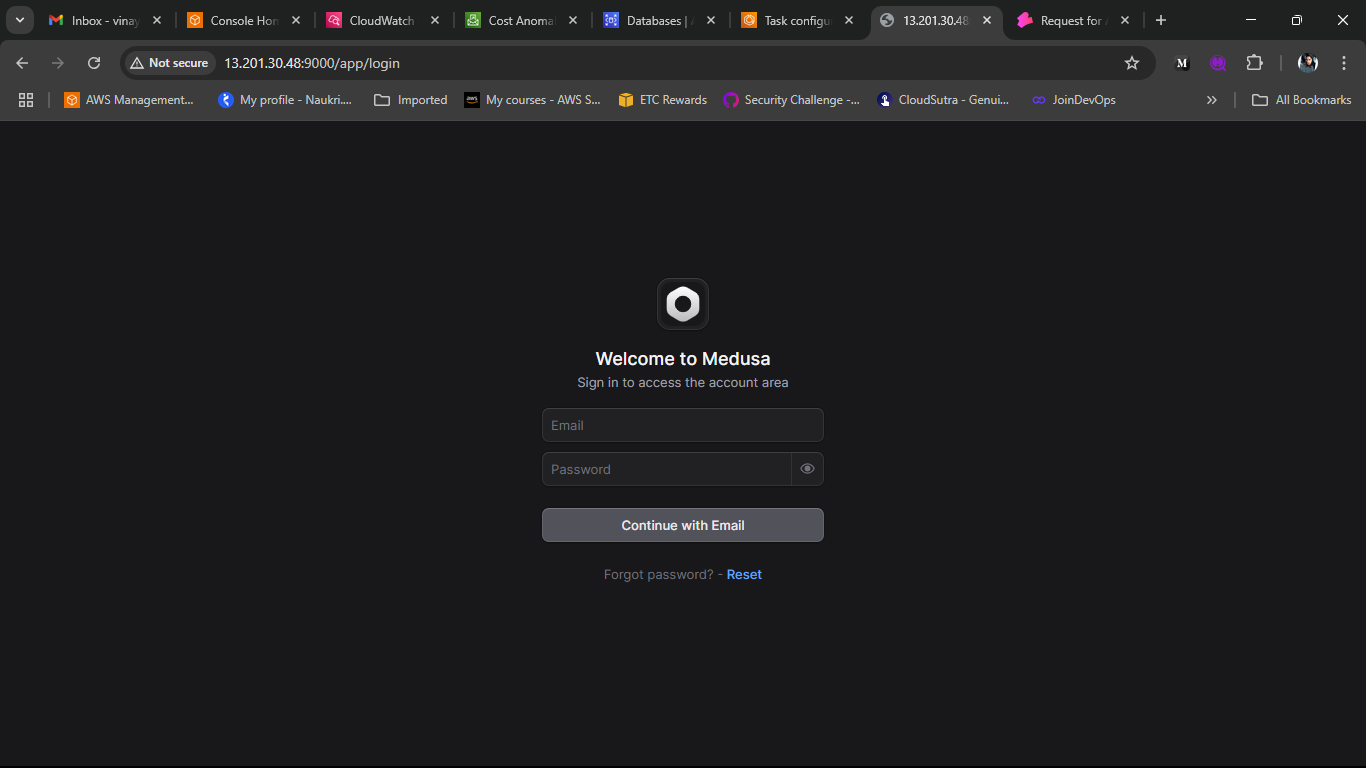 Inbox - vinay
Console Hom
CloudWatch
Cost Anomal
Databases |
Task configu
13.201.30.48
Request for
Not secure
13.201.30.48:9000/app/login
M
AWS Management...
My profile - Naukri....
Imported
aws
My courses - AWS S...
ETC Rewards
Security Challenge -...
CloudSutra - Genui...
JoinDevOps
»
All Bookmarks
Welcome to Medusa
Sign in to access the account area
Email
Password
Continue with Email
Forgot password? - Reset